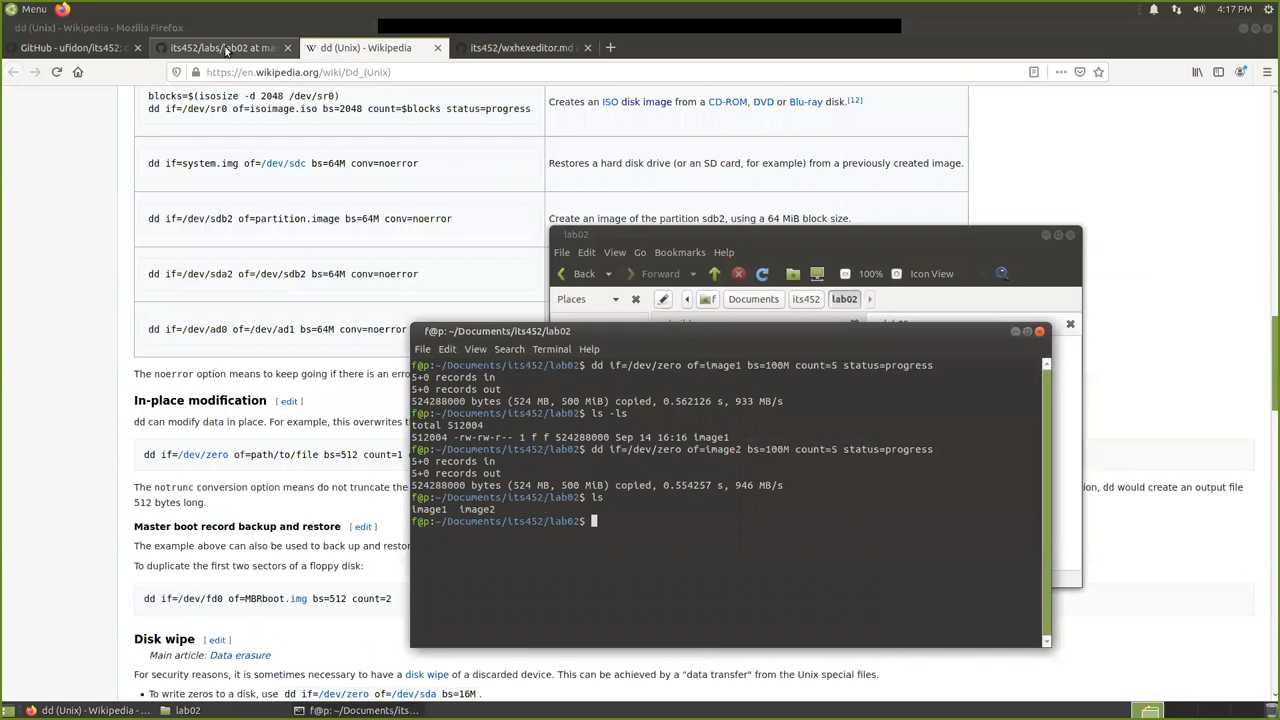 Menu
4:17 PM
dd (Unix) - Wikipedia - Mozilla Firefox
GitHub - ufidon/its452: c
its452/labs/lab02 at mas
dd (Unix) - Wikipedia
its452/wxhexeditor.md a
https://en.wikipedia.org/wiki/Dd_(Unix)
blocks=$(isosize -d 2048 /dev/sr0)
dd if=/dev/sr0 of=isoimage.iso bs=2048 count=$blocks status=progress
Creates an ISO disk image from a CD-ROM, DVD or Blu-ray disk.[12]
dd if=system.img of=/dev/sdc bs=64M conv=noerror
Restores a hard disk drive (or an SD card, for example) from a previously created image.
dd if=/dev/sdb2 of=partition.image bs=64M conv=noerror
Create an image of the partition sdb2, using a 64 MiB block size.
dd if=/dev/sda2 of=/dev/sdb2 bs=64M conv=noerror
dd if=/dev/ad0 of=/dev/ad1 bs=64M conv=noerror
The noerror option means to keep going if there is an err
In-place modification [ edit ]
dd can modify data in place. For example, this overwrites t
dd if=/dev/zero of=path/to/file bs=512 count=1
The notrunc conversion option means do not truncate the
ion, dd would create an output file
512 bytes long.
Master boot record backup and restore [ edit ]
The example above can also be used to back up and restor
To duplicate the first two sectors of a floppy disk:
dd if=/dev/fd0 of=MBRboot.img bs=512 count=2
Disk wipe [ edit ]
Main article: Data erasure
For security reasons, it is sometimes necessary to have a disk wipe of a discarded device. This can be achieved by a "data transfer" from the Unix special files.
• To write zeros to a disk, use dd if=/dev/zero of=/dev/sda bs=16M .
lab02
File Edit View Go Bookmarks Help
Back Forward 100% Icon View
Places f Documents its452 lab02
f@p: ~/Documents/its452/lab02
File Edit View Search Terminal Help
f@p:~/Documents/its452/lab02$ dd if=/dev/zero of=image1 bs=100M count=5 status=progress
5+0 records in
5+0 records out
524288000 bytes (524 MB, 500 MiB) copied, 0.562126 s, 933 MB/s
f@p:~/Documents/its452/lab02$ ls -ls
total 512004
512004 -rw-rw-r-- 1 f f 524288000 Sep 14 16:16 image1
f@p:~/Documents/its452/lab02$ dd if=/dev/zero of=image2 bs=100M count=5 status=progress
5+0 records in
5+0 records out
524288000 bytes (524 MB, 500 MiB) copied, 0.554257 s, 946 MB/s
f@p:~/Documents/its452/lab02$ ls
image1 image2
f@p:~/Documents/its452/lab02$
dd (Unix) - Wikipedia -...
lab02
f@p: ~/Documents/its...